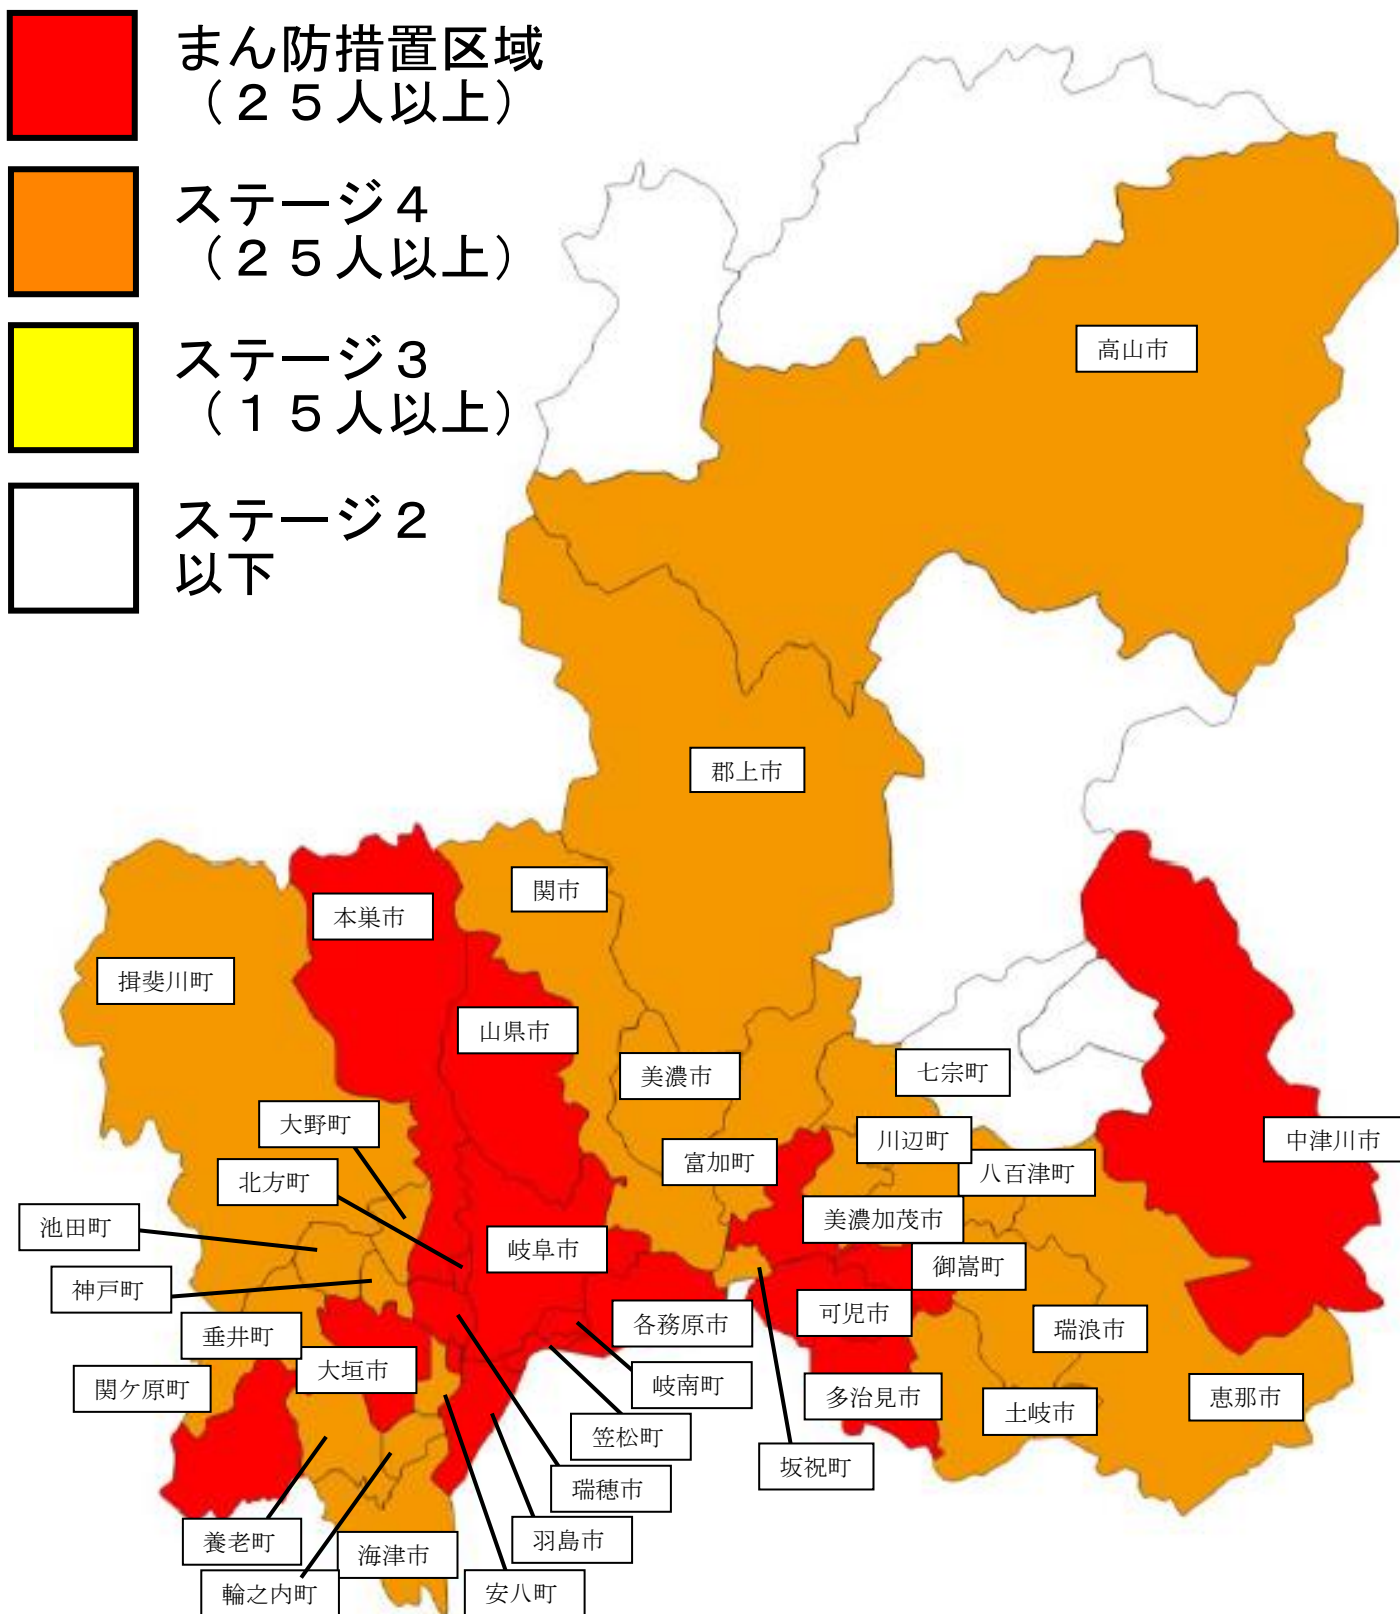 まん防措置区域
（２５人以上）
ステージ４
（２５人以上）
ステージ３
（１５人以上）
ステージ２
以下
高山市
郡上市
関市
本巣市
揖斐川町
山県市
美濃市
七宗町
大野町
川辺町
中津川市
富加町
八百津町
北方町
池田町
美濃加茂市
岐阜市
御嵩町
神戸町
可児市
各務原市
瑞浪市
垂井町
大垣市
関ケ原町
岐南町
多治見市
土岐市
恵那市
笠松町
坂祝町
瑞穂市
養老町
羽島市
海津市
輪之内町
安八町